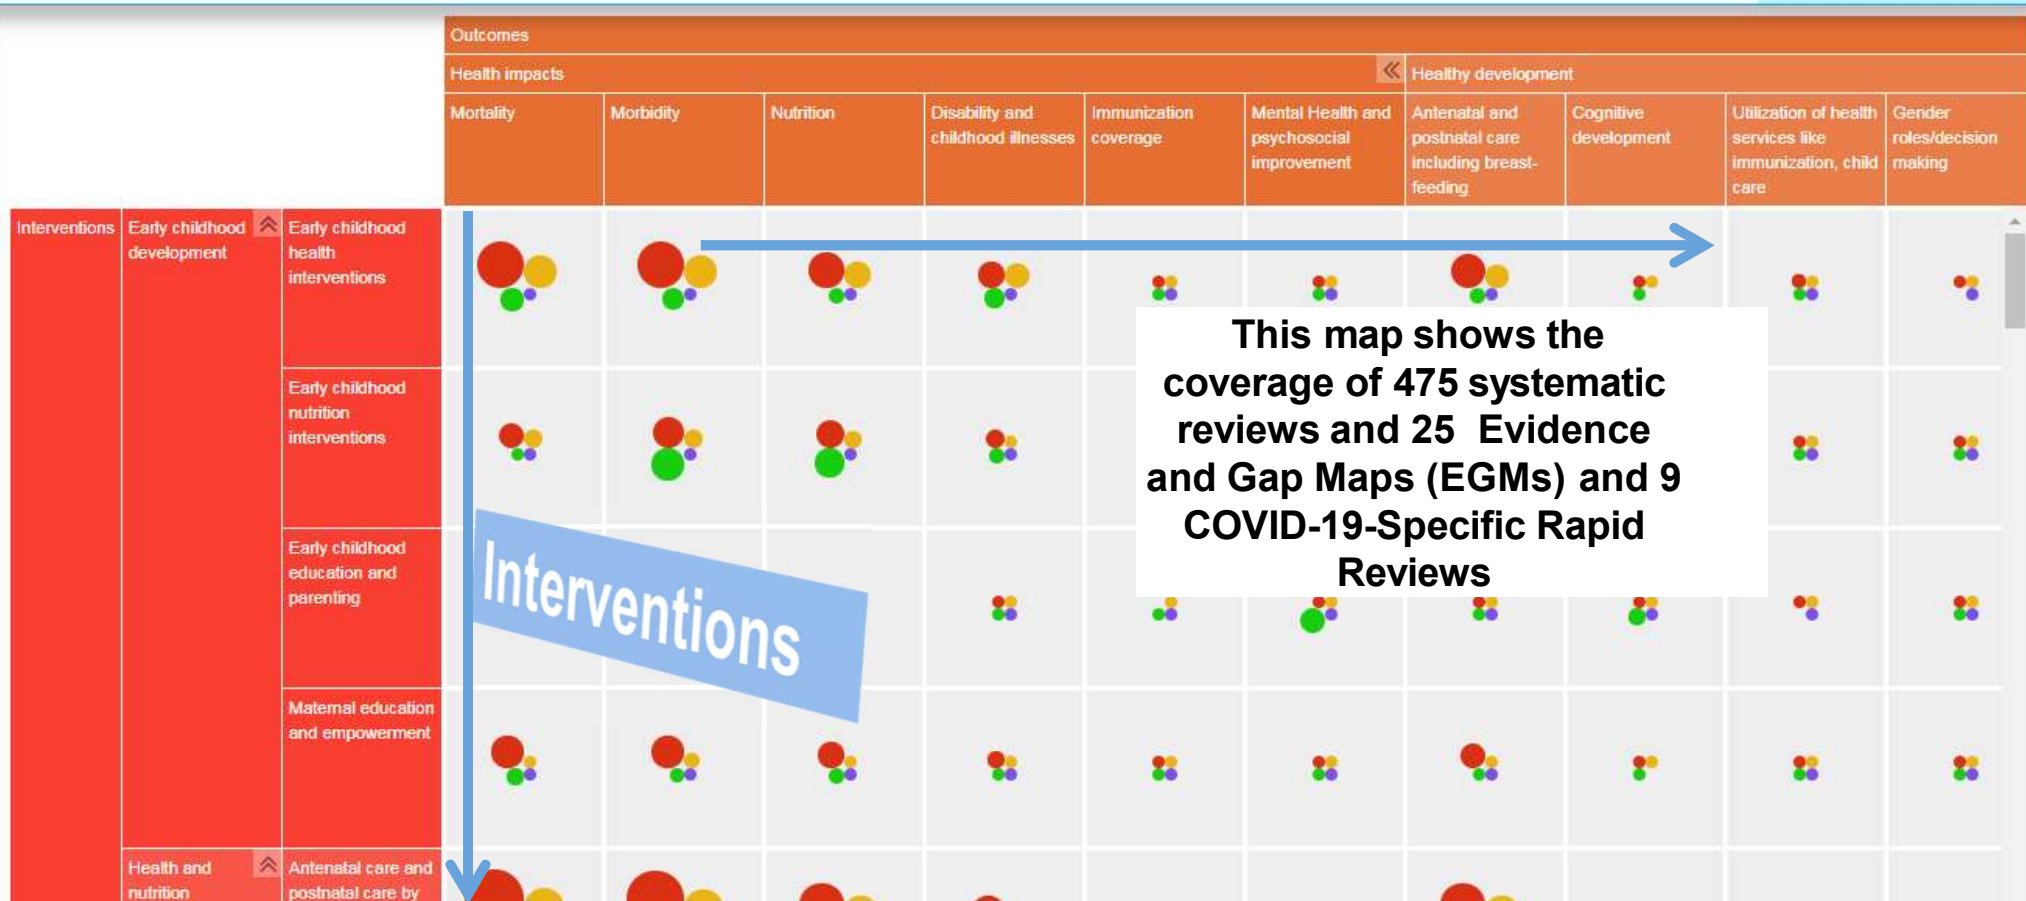 Outcomes
Health impacts
Healthy development
Mortality
Morbidity
Nutrition
Disability and
childhood illnesses
Immunization
coverage
Mental Health and
psychosocial
improvement
Antenatal and
postnatal care
including breast-
feeding
Cognitive
development
Utilization of health
services like
immunization, child
care
Gender
roles/decision
making
Interventions
Early childhood
development
Early childhood
health
interventions
This map shows the
coverage of 475 systematic
reviews and 25 Evidence
and Gap Maps (EGMs) and 9
COVID-19-Specific Rapid
Reviews
Early childhood
nutrition
interventions
Early childhood
education and
parenting
Interventions
Maternal education
and empowerment
Health and
nutrition
Antenatal care and
postnatal care by